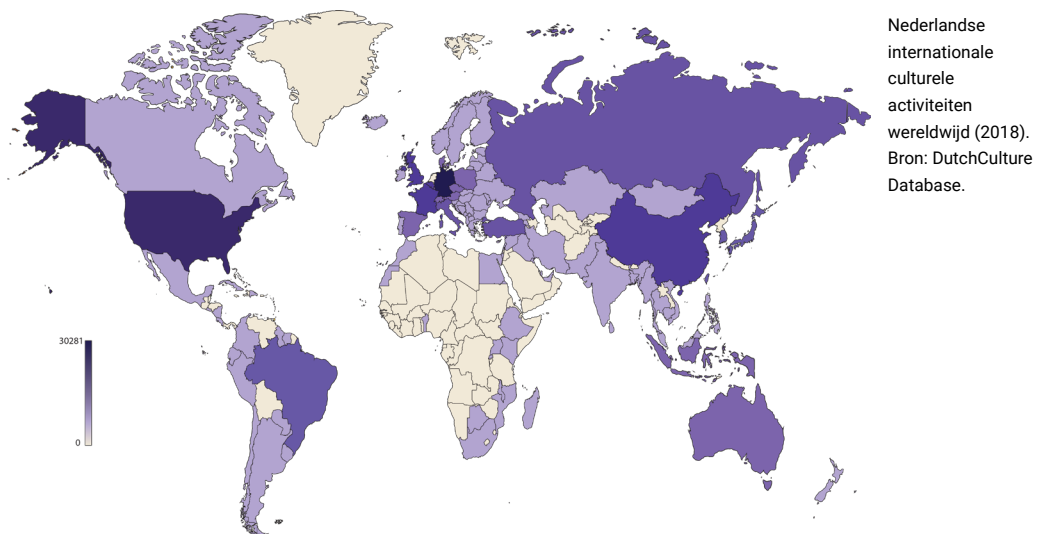 Nederlandse
internationale
culturele
activiteiten
wereldwijd (2018).
Bron: DutchCulture
Database.
30281
0